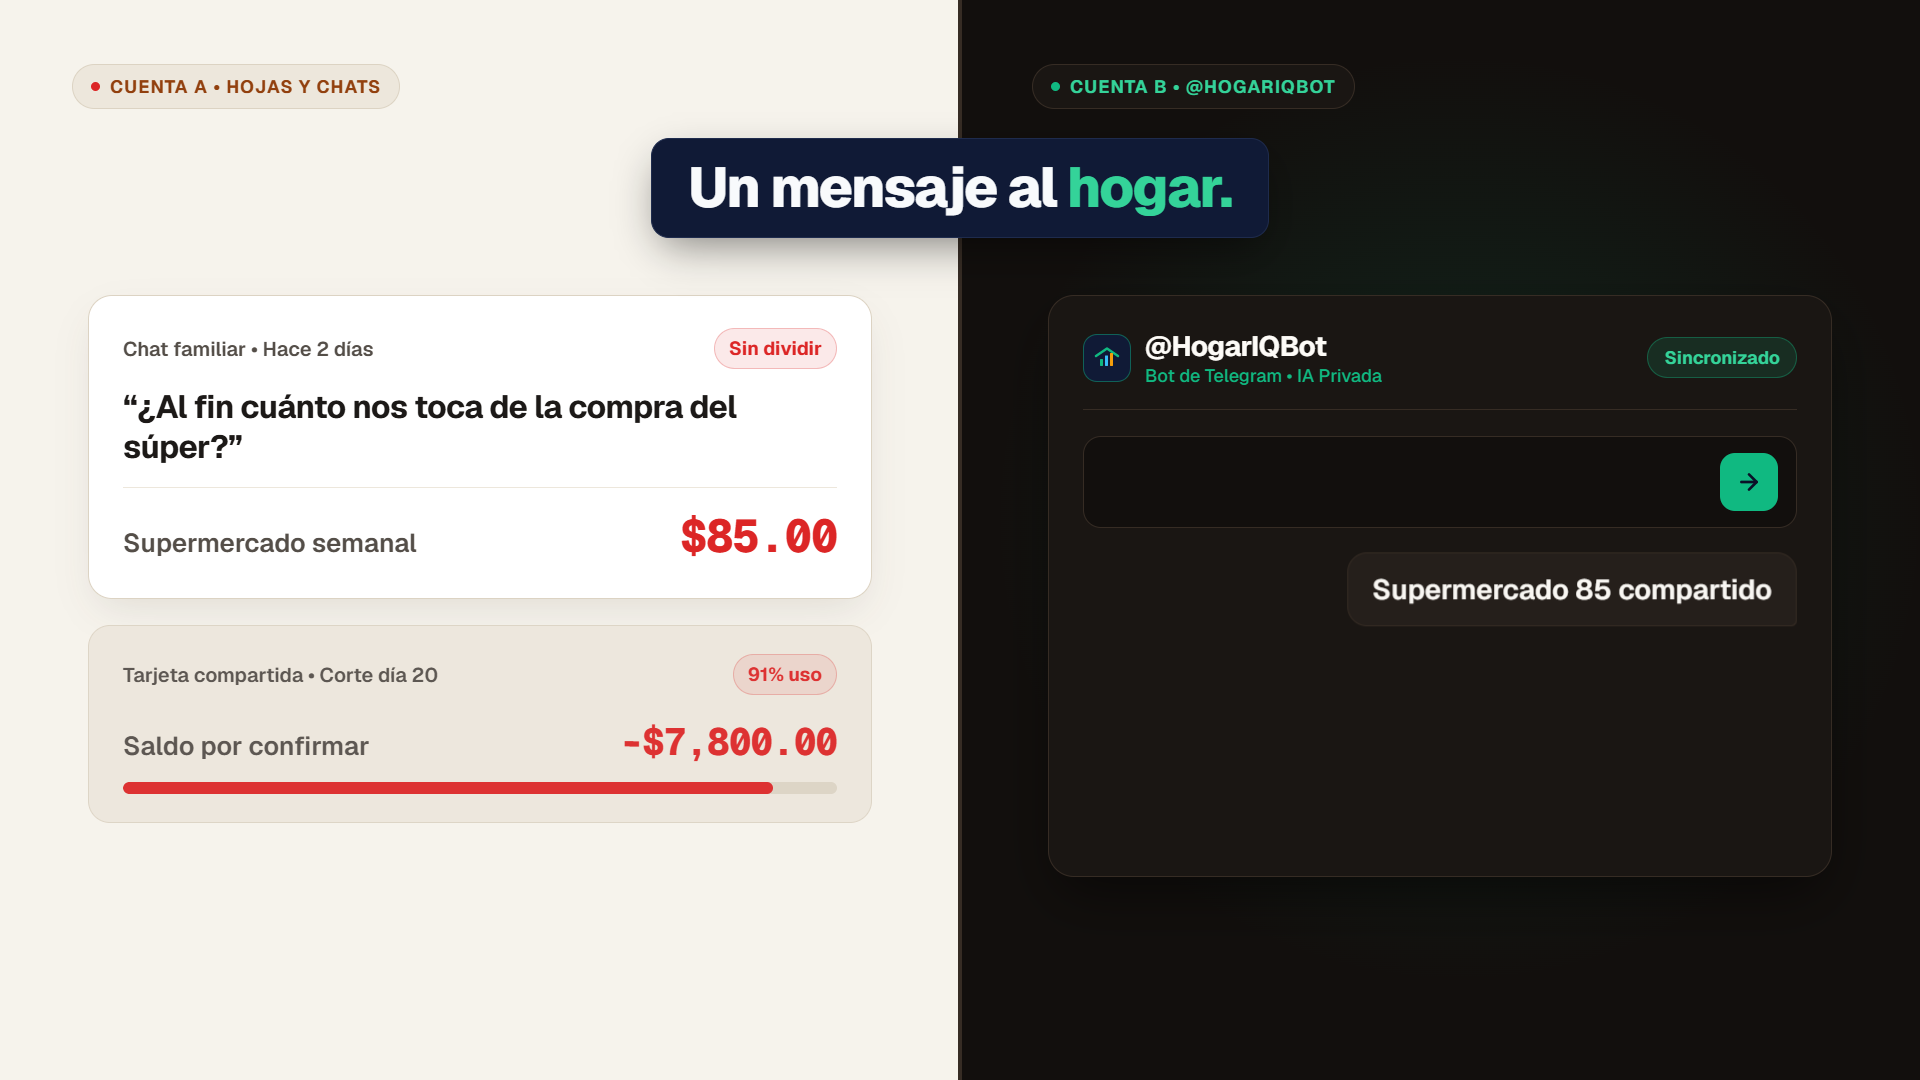 CUENTA A • HOJAS Y CHATS
CUENTA B • @HOGARIQBOT
Un mensaje al hogar.
Chat familiar • Hace 2 días
Sin dividir
“¿Al fin cuánto nos toca de la compra del
súper?”
Supermercado semanal
$85.00
Tarjeta compartida • Corte día 20
91% uso
Saldo por confirmar
-$7,800.00
@HogarIQBot
Bot de Telegram • IA Privada
Sincronizado
Supermercado 85 compartido